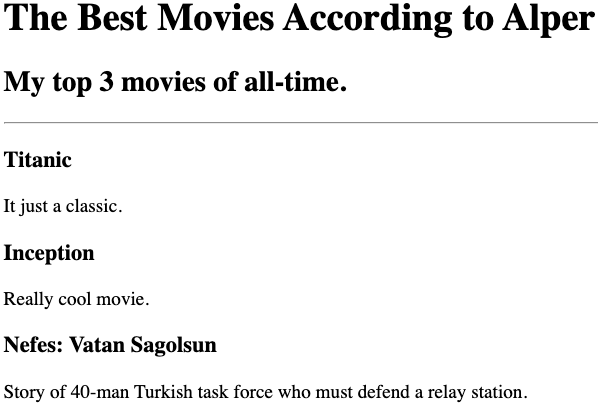 The Best Movies According to Alper
My top 3 movies of all-time.
Titanic
It just a classic.
Inception
Really cool movie.
Nefes: Vatan Sagolsun
Story of 40-man Turkish task force who must defend a relay station.